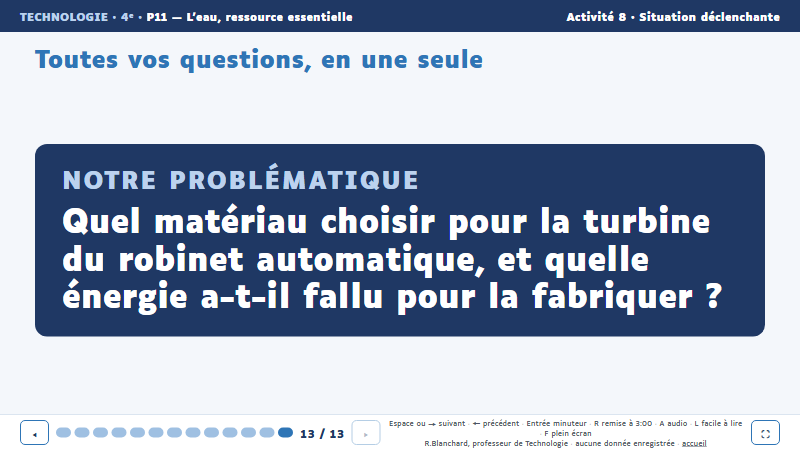 TECHNOLOGIE · 4ᵉ · P11 — L'eau, ressource essentielle
Activité 8 · Situation déclenchante
Toutes vos questions, en une seule
NOTRE PROBLÉMATIQUE
Quel matériau choisir pour la turbine
du robinet automatique, et quelle
énergie a-t-il fallu pour la fabriquer ?
13 / 13
Espace ou → suivant · ← précédent · Entrée minuteur · R remise à 3:00 · A audio · L facile à lire ·
F plein écran
R.Blanchard, professeur de Technologie · aucune donnée enregistrée · accueil